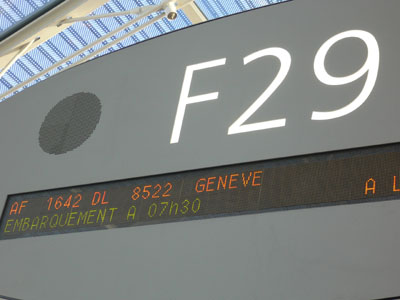 F29
AF 1642 DL 8522 GENEVE A L
EMBARQUEMENT A 07h30